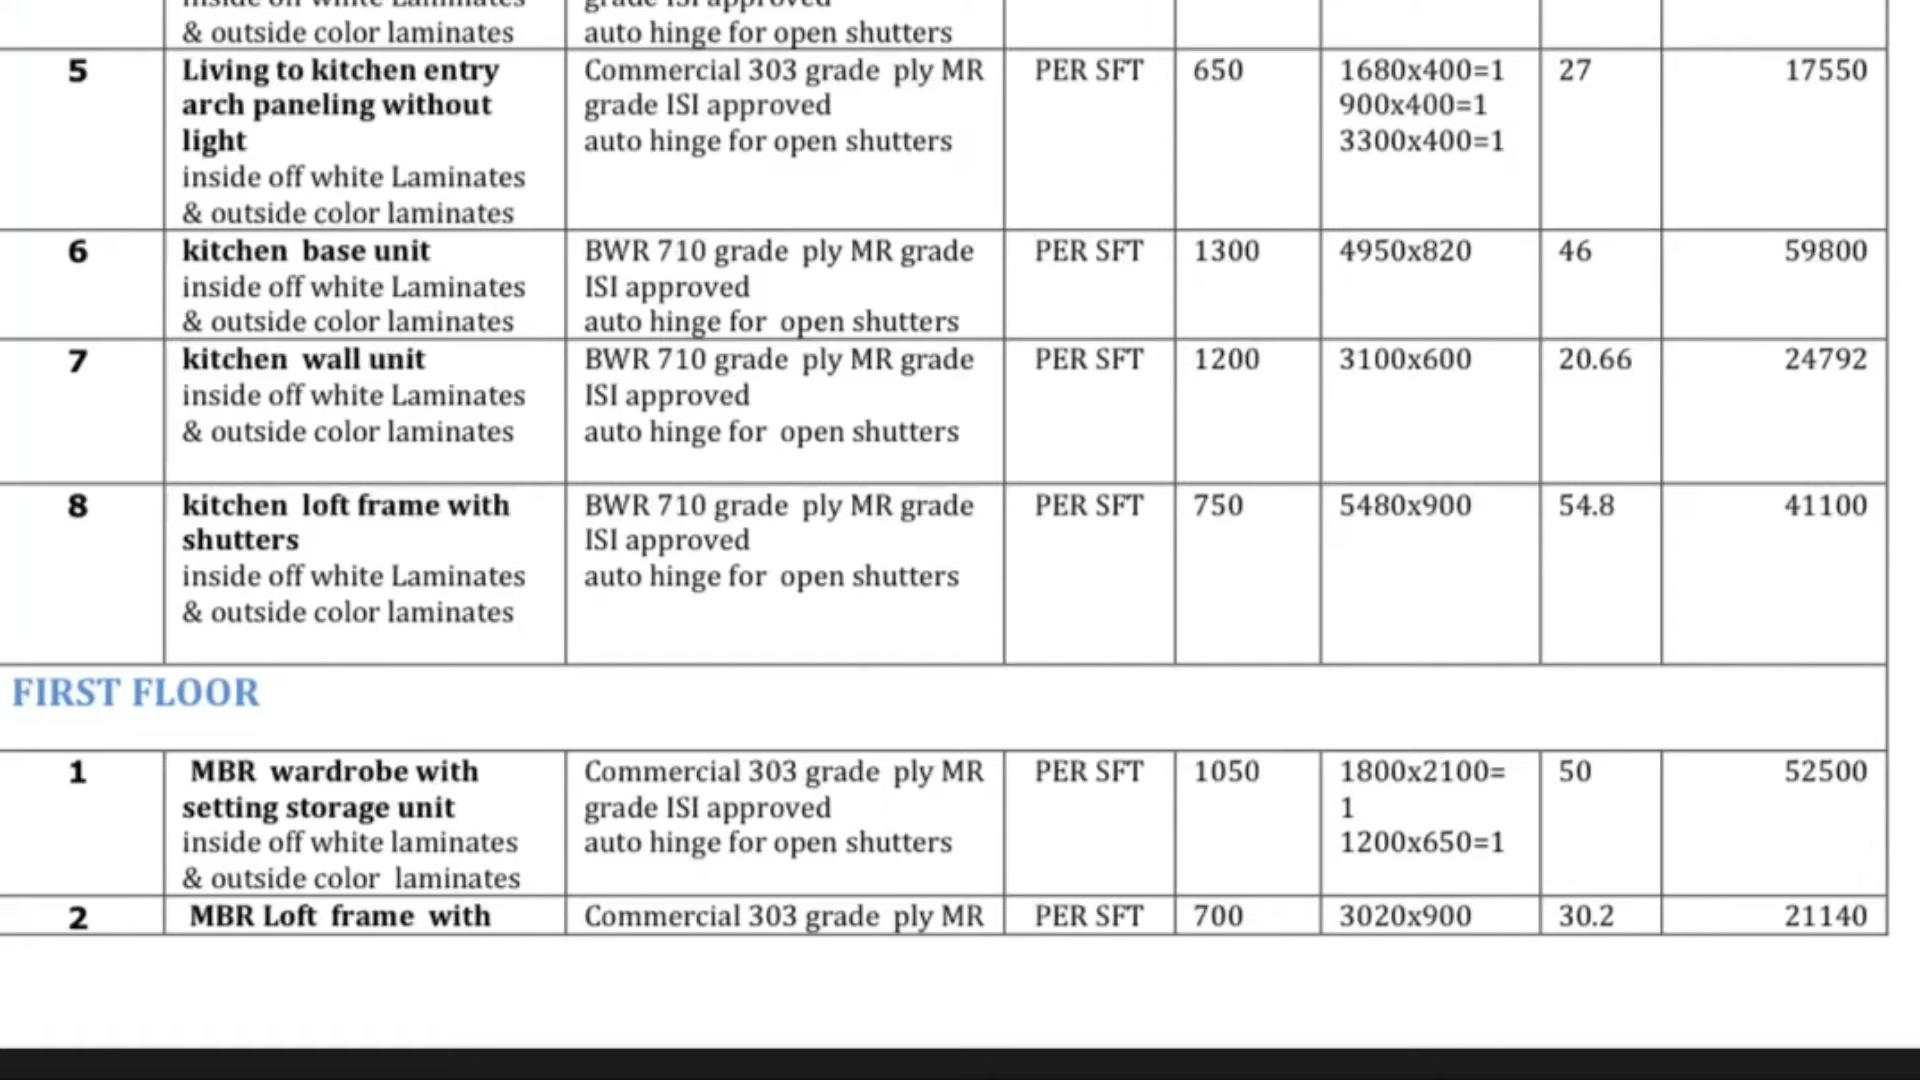 & outside color laminates auto hinge for open shutters
5 Living to kitchen entry Commercial 303 grade ply MR PER SFT 650 1680x400=1 27 17550
arch paneling without grade ISI approved 900x400=1
light auto hinge for open shutters 3300x400=1
inside off white Laminates
& outside color laminates
6 kitchen base unit BWR 710 grade ply MR grade PER SFT 1300 4950x820 46 59800
inside off white Laminates ISI approved
& outside color laminates auto hinge for open shutters
7 kitchen wall unit BWR 710 grade ply MR grade PER SFT 1200 3100x600 20.66 24792
inside off white Laminates ISI approved
& outside color laminates auto hinge for open shutters
8 kitchen loft frame with BWR 710 grade ply MR grade PER SFT 750 5480x900 54.8 41100
shutters ISI approved
inside off white Laminates auto hinge for open shutters
& outside color laminates
FIRST FLOOR
1 MBR wardrobe with Commercial 303 grade ply MR PER SFT 1050 1800x2100= 50 52500
setting storage unit grade ISI approved 1
inside off white laminates auto hinge for open shutters 1200x650=1
& outside color laminates
2 MBR Loft frame with Commercial 303 grade ply MR PER SFT 700 3020x900 30.2 21140